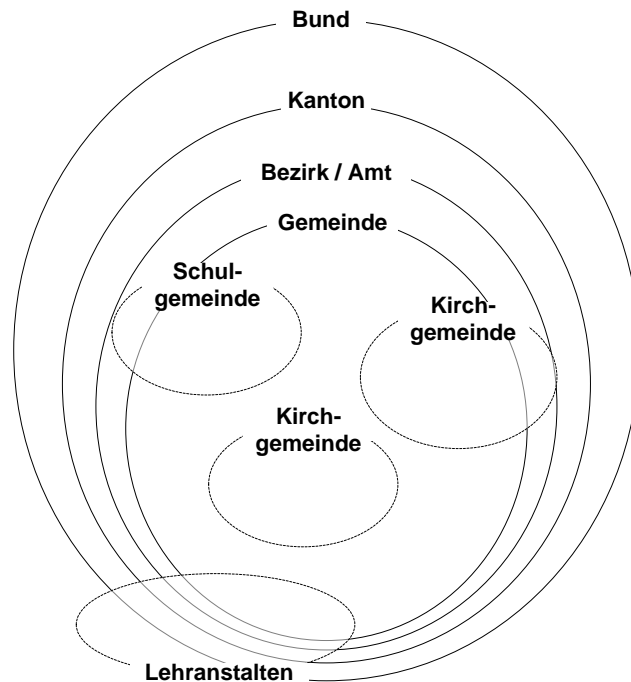 Bund
Kanton
Bezirk / Amt
Gemeinde
Schul-
gemeinde
Kirch-
gemeinde
Kirch-
gemeinde
Lehranstalten